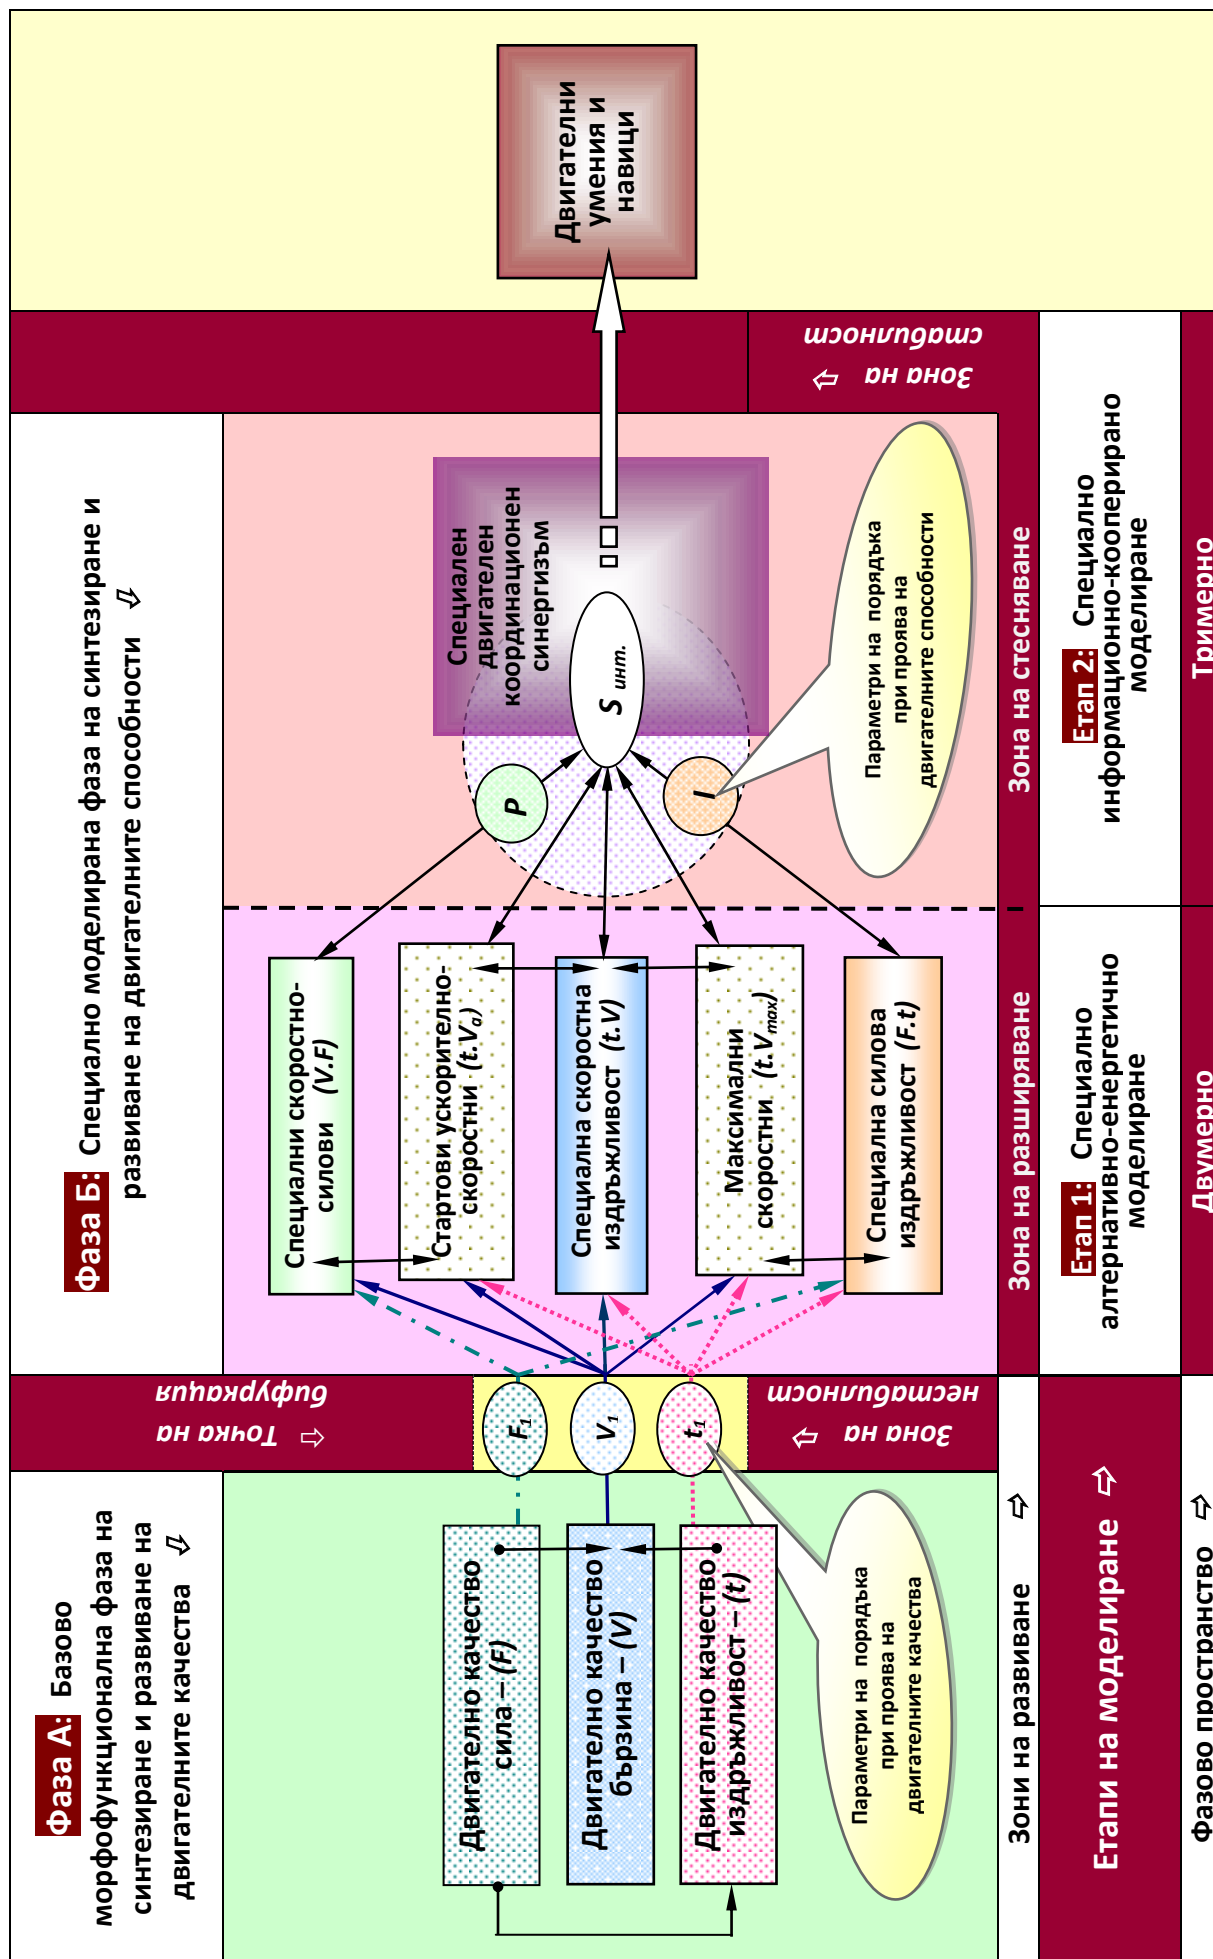 Фаза А: Базово
морфофункционална фаза на
синтезиране и развиване на
двигателните качества ⇩
Точка на ⇨
бифуркация
Фаза Б: Специално моделирана фаза на синтезиране и
развиване на двигателните способности ⇩
Двигателно качество
сила – (F)
Двигателно качество
бързина – (V)
Двигателно качество
издръжливост – (t)
Параметри на порядъка
при проява на
двигателните качества
F1
V1
t1
Зона на ⇨
нестабилност
Специални скоростно-
силови (V.F)
Стартови ускорително-
скоростни (t.Va)
Специална скоростна
издръжливост (t.V)
Максимални
скоростни (t.Vmax)
Специална силова
издръжливост (F.t)
P
S инт.
I
Специален
двигателен
координационен
синергизъм
Параметри на порядъка
при проява на
двигателните способности
Зона на ⇨
стабилност
Двигателни
умения и
навици
Зони на развиване ⇨
Зона на разширяване
Зона на стесняване
Етапи на моделиране ⇨
Етап 1: Специално
алтернативно-енергетично
моделиране
Етап 2: Специално
информационно-кооперирано
моделиране
Фазово пространство ⇨
Двумерно
Тримерно